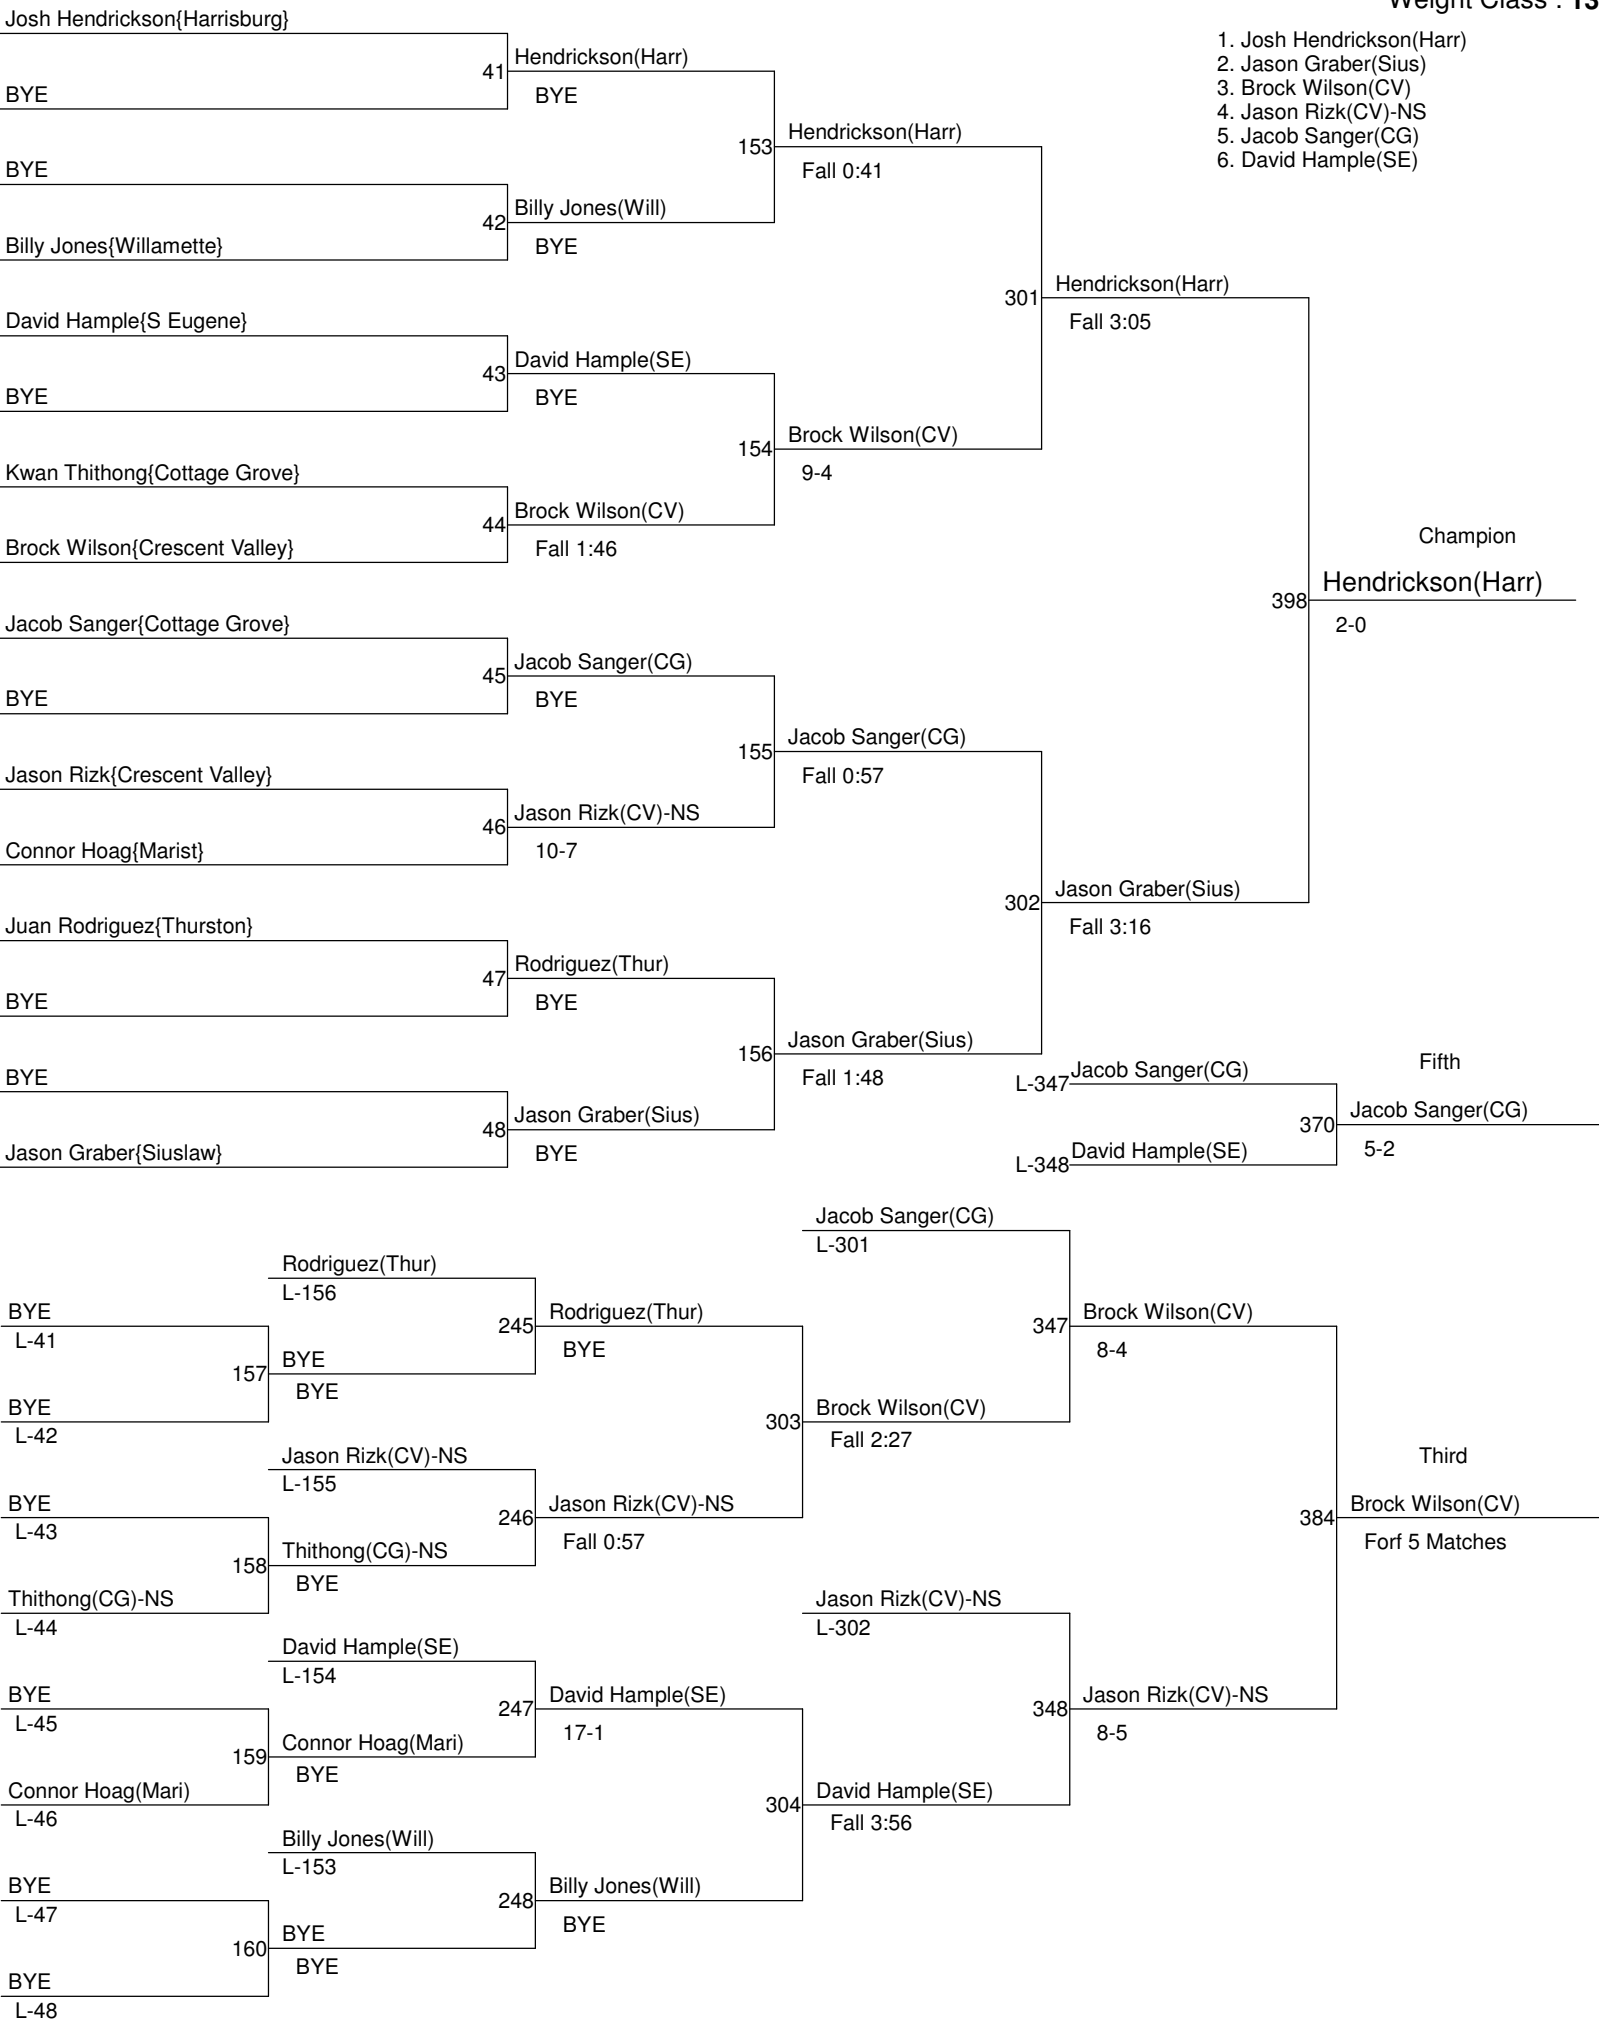 Weight Class : 13
1. Josh Hendrickson(Harr)
2. Jason Graber(Sius)
3. Brock Wilson(CV)
4. Jason Rizk(CV)-NS
5. Jacob Sanger(CG)
6. David Hample(SE)
Josh Hendrickson{Harrisburg}
41
BYE
BYE
42
Billy Jones{Willamette}
David Hample{S Eugene}
43
BYE
Kwan Thithong{Cottage Grove}
44
Brock Wilson{Crescent Valley}
Jacob Sanger{Cottage Grove}
45
BYE
Jason Rizk{Crescent Valley}
46
Connor Hoag{Marist}
Juan Rodriguez{Thurston}
47
BYE
BYE
48
Jason Graber{Siuslaw}
Hendrickson(Harr)
BYE
153
Billy Jones(Will)
BYE
David Hample(SE)
BYE
154
Brock Wilson(CV)
Fall 1:46
Jacob Sanger(CG)
BYE
155
Jason Rizk(CV)-NS
10-7
Rodriguez(Thur)
BYE
156
Jason Graber(Sius)
BYE
Hendrickson(Harr)
Fall 0:41
301
Brock Wilson(CV)
9-4
Jacob Sanger(CG)
Fall 0:57
302
Jason Graber(Sius)
Fall 1:48
Hendrickson(Harr)
Fall 3:05
398
Jason Graber(Sius)
Fall 3:16
Champion
Hendrickson(Harr)
2-0
L-347
Jacob Sanger(CG)
370
L-348
David Hample(SE)
Fifth
Jacob Sanger(CG)
5-2
BYE
L-41
157
BYE
L-42
BYE
L-43
158
Thithong(CG)-NS
L-44
BYE
L-45
159
Connor Hoag(Mari)
L-46
BYE
L-47
160
BYE
L-48
Rodriguez(Thur)
L-156
245
BYE
BYE
Jason Rizk(CV)-NS
L-155
246
Thithong(CG)-NS
BYE
David Hample(SE)
L-154
247
Connor Hoag(Mari)
BYE
Billy Jones(Will)
L-153
248
BYE
BYE
Rodriguez(Thur)
BYE
303
Jason Rizk(CV)-NS
Fall 0:57
David Hample(SE)
17-1
304
Billy Jones(Will)
BYE
Jacob Sanger(CG)
L-301
347
Brock Wilson(CV)
Fall 2:27
Jason Rizk(CV)-NS
L-302
348
David Hample(SE)
Fall 3:56
Brock Wilson(CV)
8-4
384
Jason Rizk(CV)-NS
8-5
Third
Brock Wilson(CV)
Forf 5 Matches